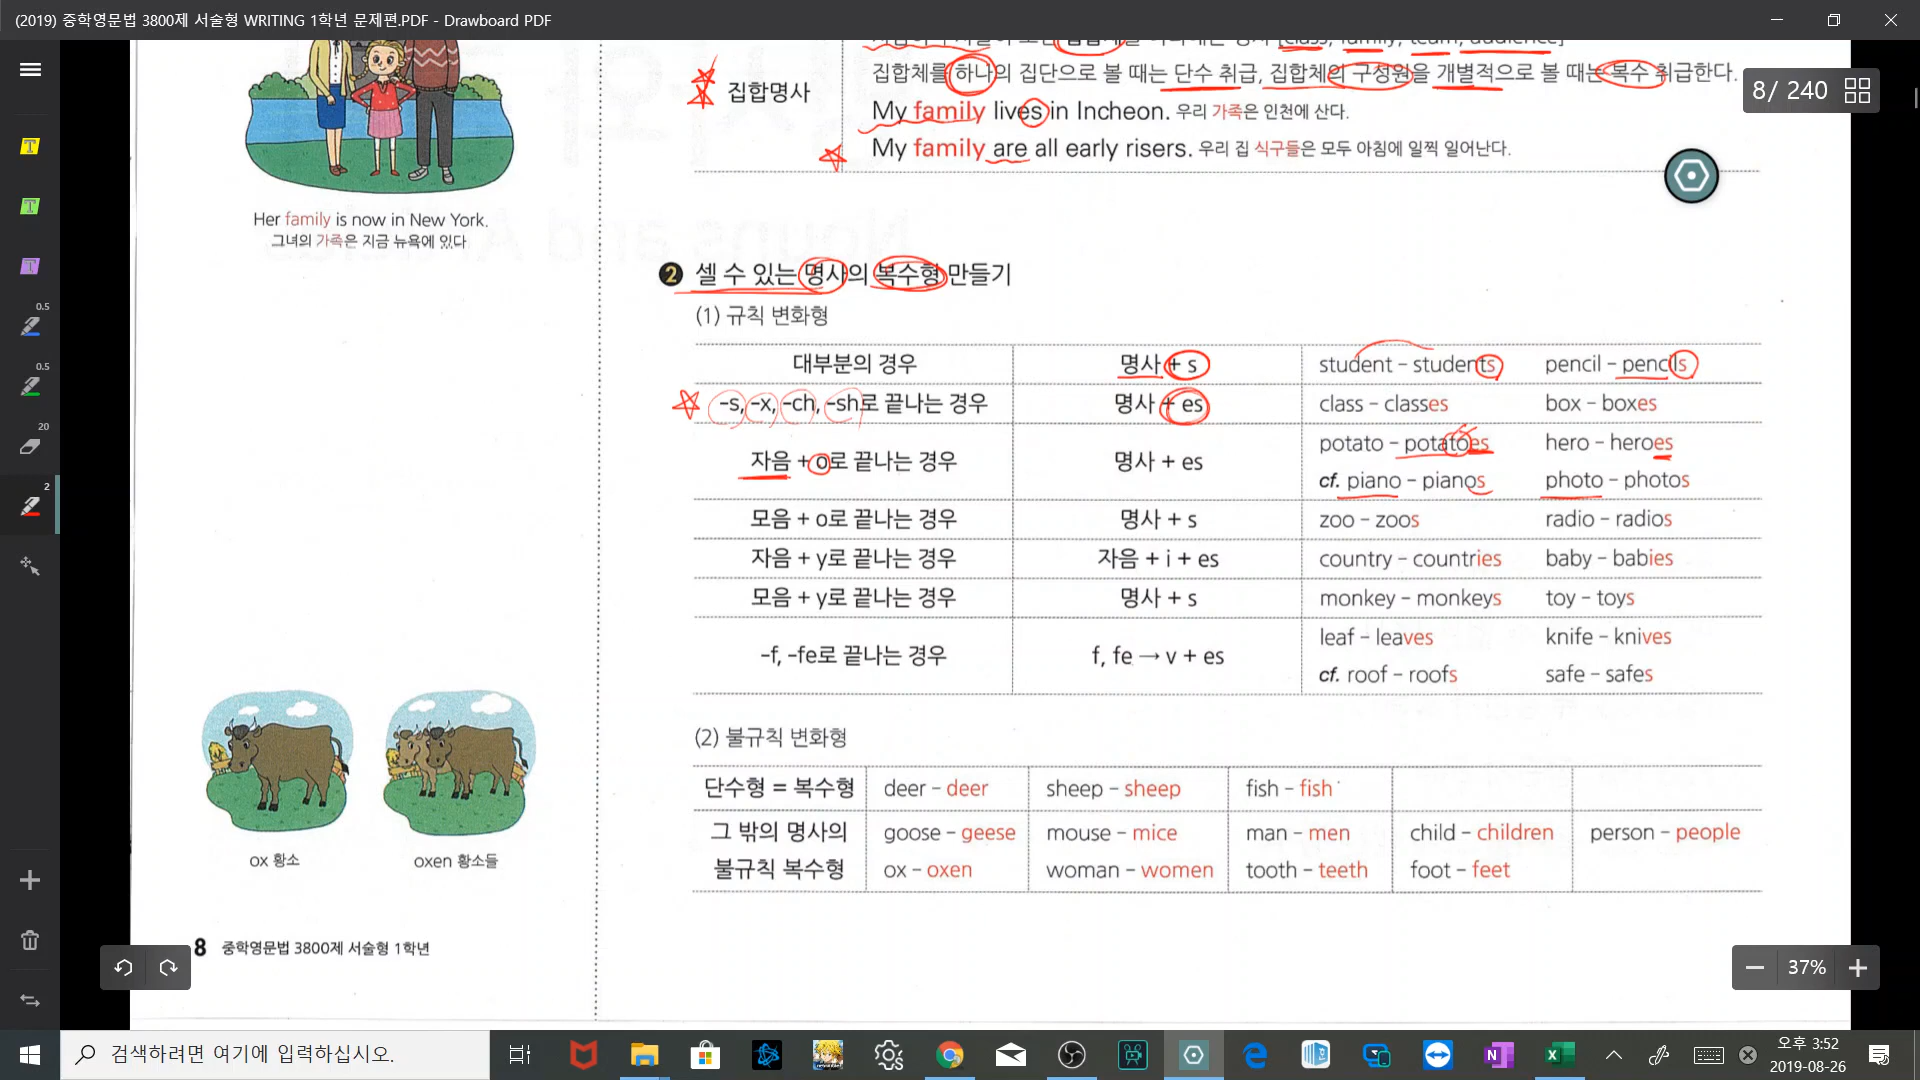 (2019) 중학영문법 3800제 서술형 WRITING 1학년 문제편.PDF - Drawboard PDF
8/ 240
집합명사
집합체를 하나의 집단으로 볼 때는 단수 취급, 집합체의 구성원을 개별적으로 볼 때는 복수 취급한다.
My family lives in Incheon. 우리 가족은 인천에 산다.
My family are all early risers. 우리 집 식구들은 모두 아침에 일찍 일어난다.
Her family is now in New York.
그녀의 가족은 지금 뉴욕에 있다
0.5
0.5
20
2
2 셀 수 있는 명사의 복수형 만들기
(1) 규칙 변화형
대부분의 경우 명사 + s student – students pencil – pencils
–s, –x, –ch, –sh로 끝나는 경우 명사 + es class – classes box – boxes
자음 + o로 끝나는 경우 명사 + es potato – potatoes hero – heroes
cf. piano – pianos photo – photos
모음 + o로 끝나는 경우 명사 + s zoo – zoos radio – radios
자음 + y로 끝나는 경우 자음 + i + es country – countries baby – babies
모음 + y로 끝나는 경우 명사 + s monkey – monkeys toy – toys
–f, –fe로 끝나는 경우 f, fe → v + es leaf – leaves knife – knives
cf. roof – roofs safe – safes
(2) 불규칙 변화형
단수형 = 복수형 deer – deer sheep – sheep fish – fish
그 밖의 명사의 goose – geese mouse – mice man – men child – children person – people
불규칙 복수형 ox – oxen woman – women tooth – teeth foot – feet
ox 황소
oxen 황소들
8 중학영문법 3800제 서술형 1학년
37%
검색하려면 여기에 입력하십시오.
오후 3:52
2019-08-26